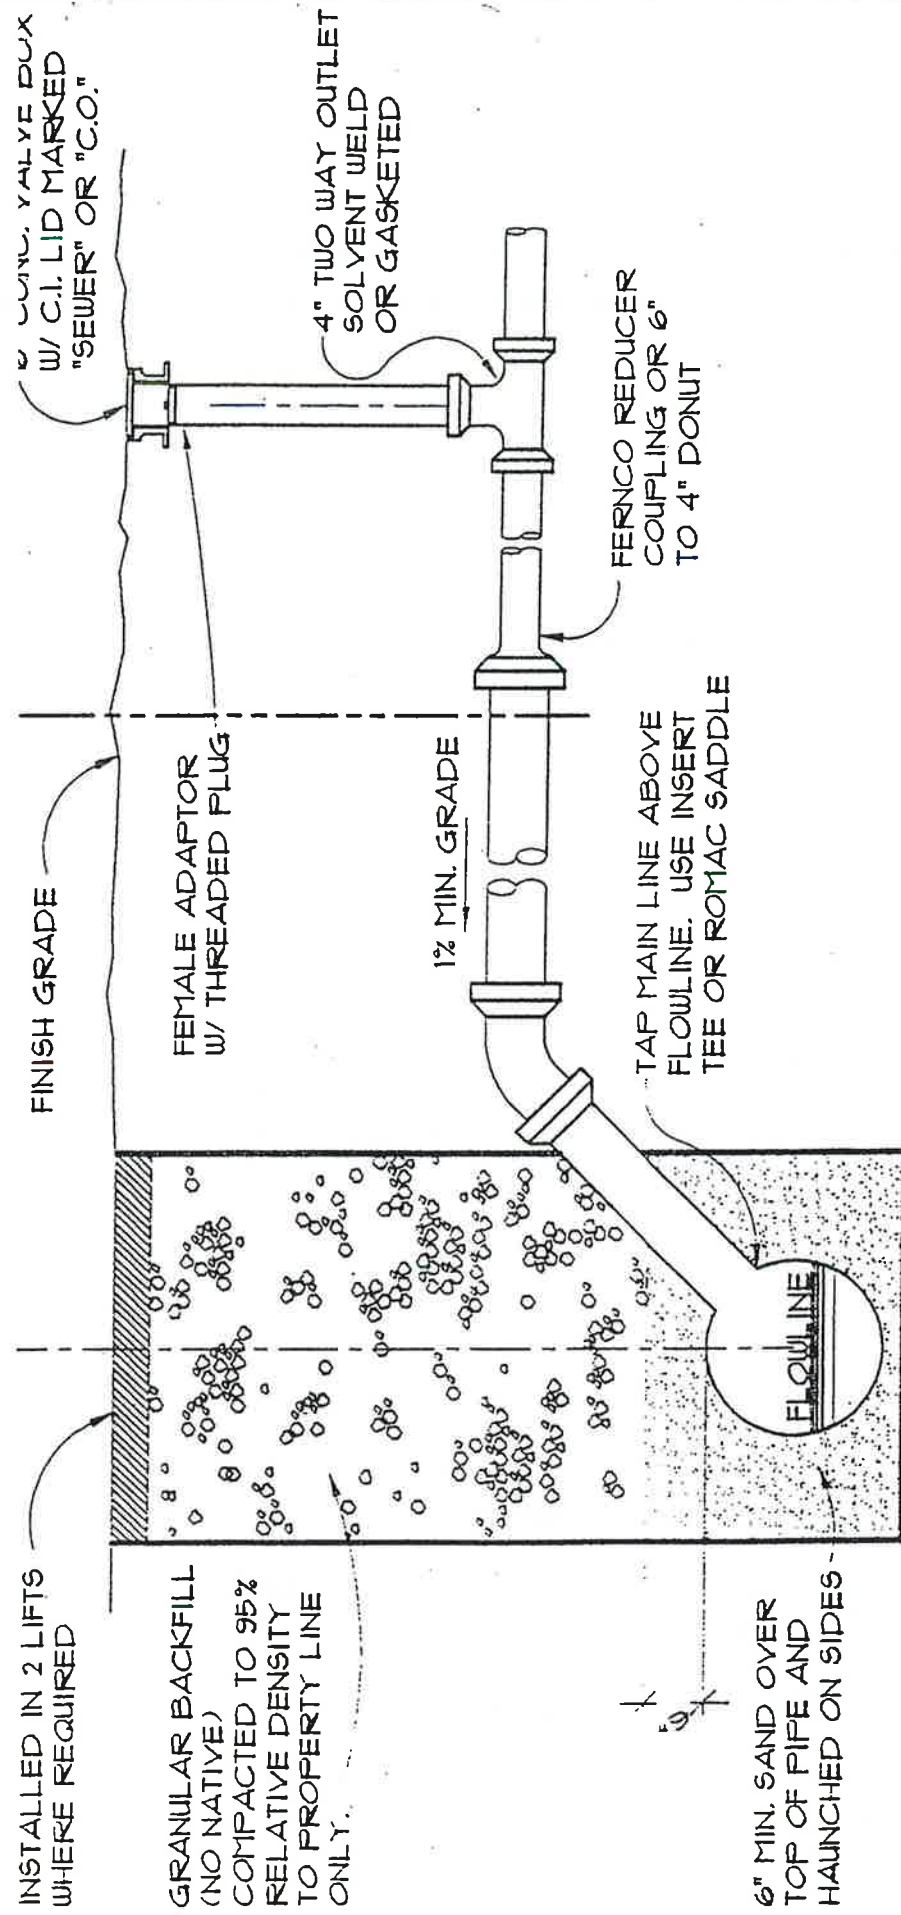 INSTALLED IN 2 LIFTS
WHERE REQUIRED
FINISH GRADE
W/ C.I. LID MARKED
"SEWER" OR "C.O."
GRANULAR BACKFILL
(NO NATIVE)
COMPACTED TO 95%
RELATIVE DENSITY
TO PROPERTY LINE
ONLY.
FEMALE ADAPTOR
W/ THREADED PLUG
4" TWO WAY OUTLET
SOLVENT WELD
OR GASKETED
1% MIN. GRADE
FERNCO REDUCER
COUPLING OR 6"
TO 4" DONUT
TAP MAIN LINE ABOVE
FLOWLINE. USE INSERT
TEE OR ROMAC SADDLE
6"
FLOWLINE
6" MIN. SAND OVER
TOP OF PIPE AND
HAUNCHED ON SIDES